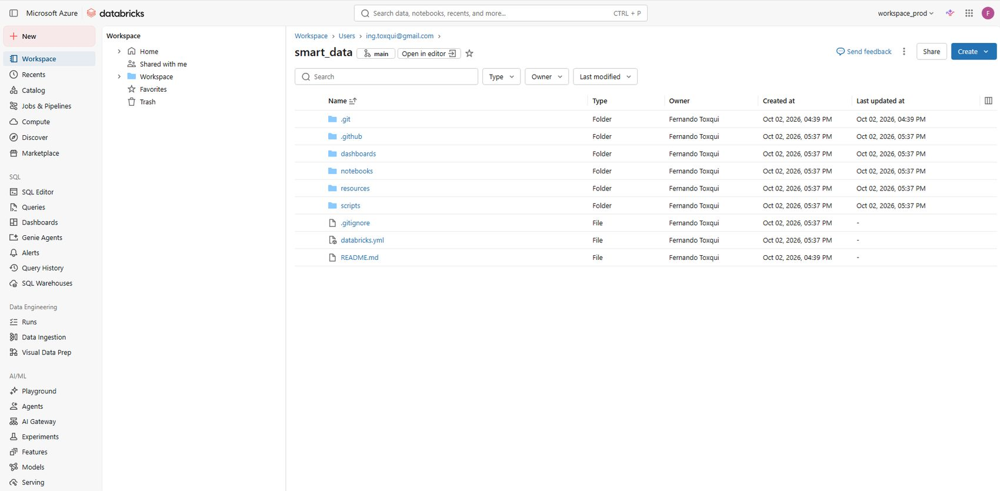 Microsoft Azure databricks Search data, notebooks, recents, and more... CTRL + P workspace_prod F
New
Workspace
Recents
Catalog
Jobs & Pipelines
Compute
Discover
Marketplace
SQL
SQL Editor
Queries
Dashboards
Genie Agents
Alerts
Query History
SQL Warehouses
Data Engineering
Runs
Data Ingestion
Visual Data Prep
AI/ML
Playground
Agents
AI Gateway
Experiments
Features
Models
Serving
Workspace
Home
Shared with me
Workspace
Favorites
Trash
Workspace > Users > ing.toxqui@gmail.com >
smart_data main Open in editor Send feedback Share Create
Search Type Owner Last modified
Name Type Owner Created at Last updated at
.git Folder Fernando Toxqui Oct 02, 2026, 04:39 PM Oct 02, 2026, 04:39 PM
.github Folder Fernando Toxqui Oct 02, 2026, 05:37 PM Oct 02, 2026, 05:37 PM
dashboards Folder Fernando Toxqui Oct 02, 2026, 05:37 PM Oct 02, 2026, 05:37 PM
notebooks Folder Fernando Toxqui Oct 02, 2026, 05:37 PM Oct 02, 2026, 05:37 PM
resources Folder Fernando Toxqui Oct 02, 2026, 05:37 PM Oct 02, 2026, 05:37 PM
scripts Folder Fernando Toxqui Oct 02, 2026, 05:37 PM Oct 02, 2026, 05:37 PM
.gitignore File Fernando Toxqui Oct 02, 2026, 05:37 PM -
databricks.yml File Fernando Toxqui Oct 02, 2026, 05:37 PM -
README.md File Fernando Toxqui Oct 02, 2026, 04:39 PM -